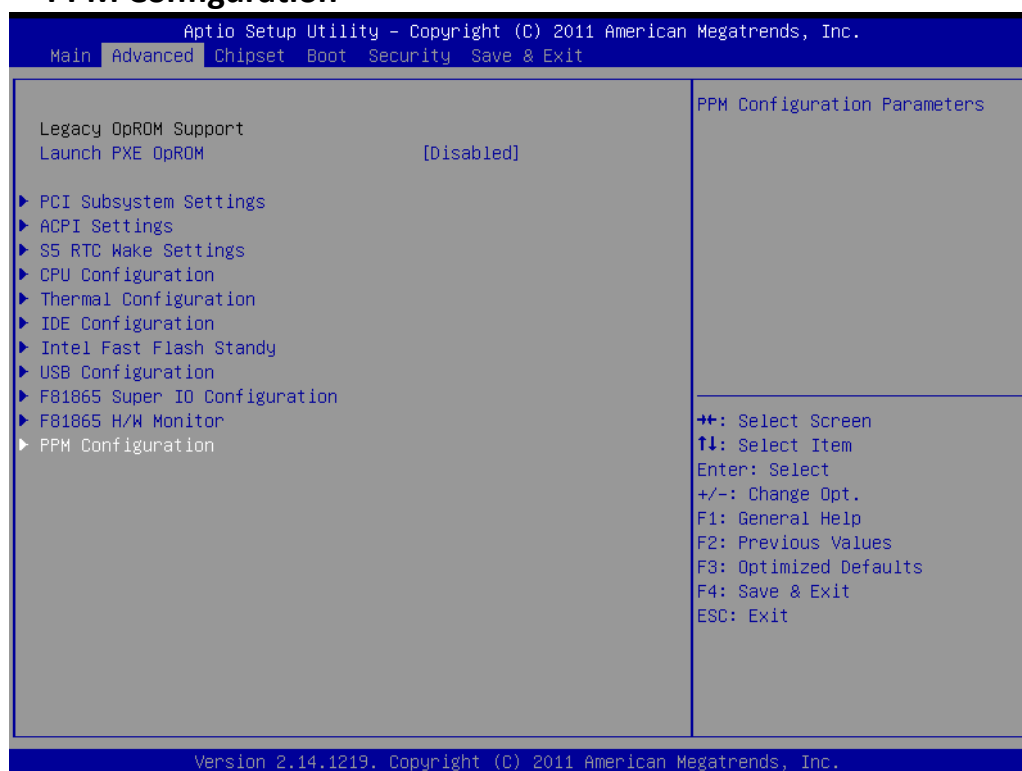 PPM Configuration
Aptio Setup Utility – Copyright (C) 2011 American Megatrends, Inc.
Main Advanced Chipset Boot Security Save & Exit
PPM Configuration Parameters
Legacy OpROM Support
Launch PXE OpROM [Disabled]
▶ PCI Subsystem Settings
▶ ACPI Settings
▶ S5 RTC Wake Settings
▶ CPU Configuration
▶ Thermal Configuration
▶ IDE Configuration
▶ Intel Fast Flash Standy
▶ USB Configuration
▶ F81865 Super IO Configuration
▶ F81865 H/W Monitor
▶ PPM Configuration
→←: Select Screen
↑↓: Select Item
Enter: Select
+/-: Change Opt.
F1: General Help
F2: Previous Values
F3: Optimized Defaults
F4: Save & Exit
ESC: Exit
Version 2.14.1219. Copyright (C) 2011 American Megatrends, Inc.